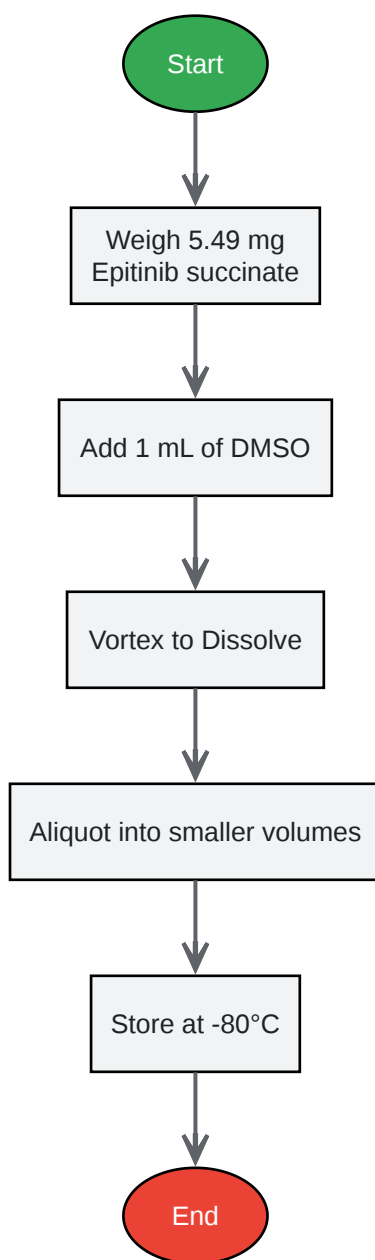 Start
Weigh 5.49 mg
Epitinib succinate
Add 1 mL of DMSO
Vortex to Dissolve
Aliquot into smaller volumes
Store at -80°C
End